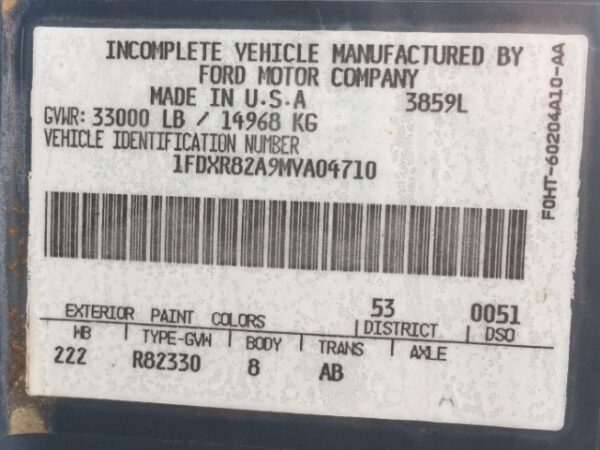 INCOMPLETE VEHICLE MANUFACTURED BY
FORD MOTOR COMPANY
MADE IN U.S.A 3859L
GVWR: 33000 LB / 14968 KG
VEHICLE IDENTIFICATION NUMBER
1FDXR82A9MVA04710
F0HT-60204A10-AA
53 0051
EXTERIOR PAINT COLORS DISTRICT DSO
WB TYPE-GVW BODY TRANS AXLE
222 R82330 8 AB
A